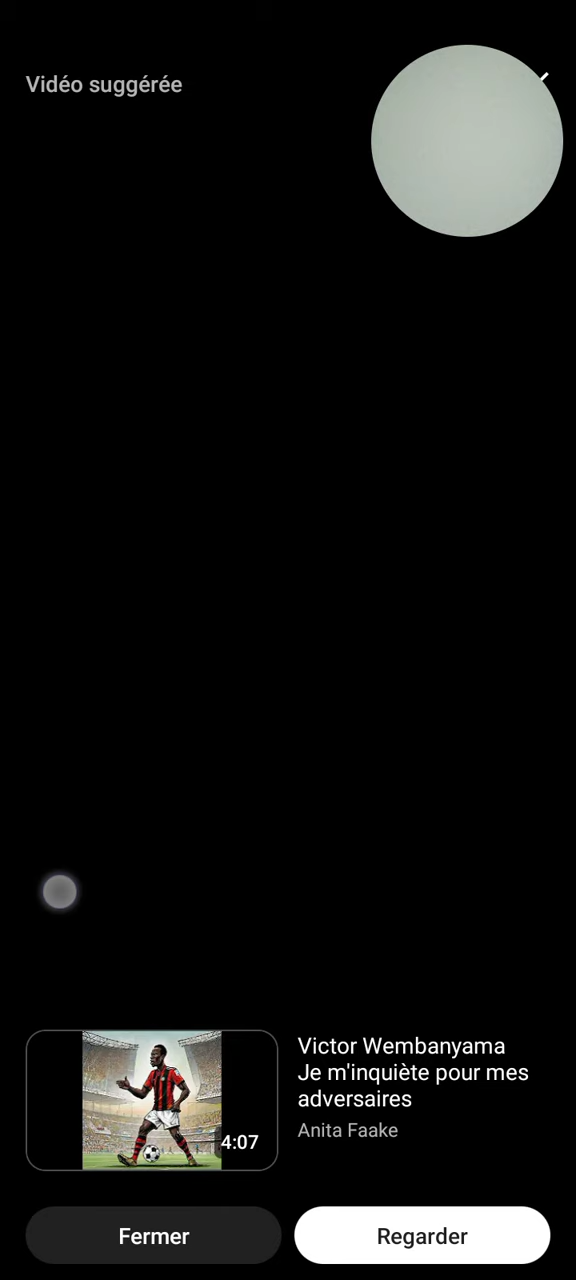 Vidéo suggérée
4:07
Victor Wembanyama
Je m'inquiète pour mes
adversaires
Anita Faake
Fermer
Regarder